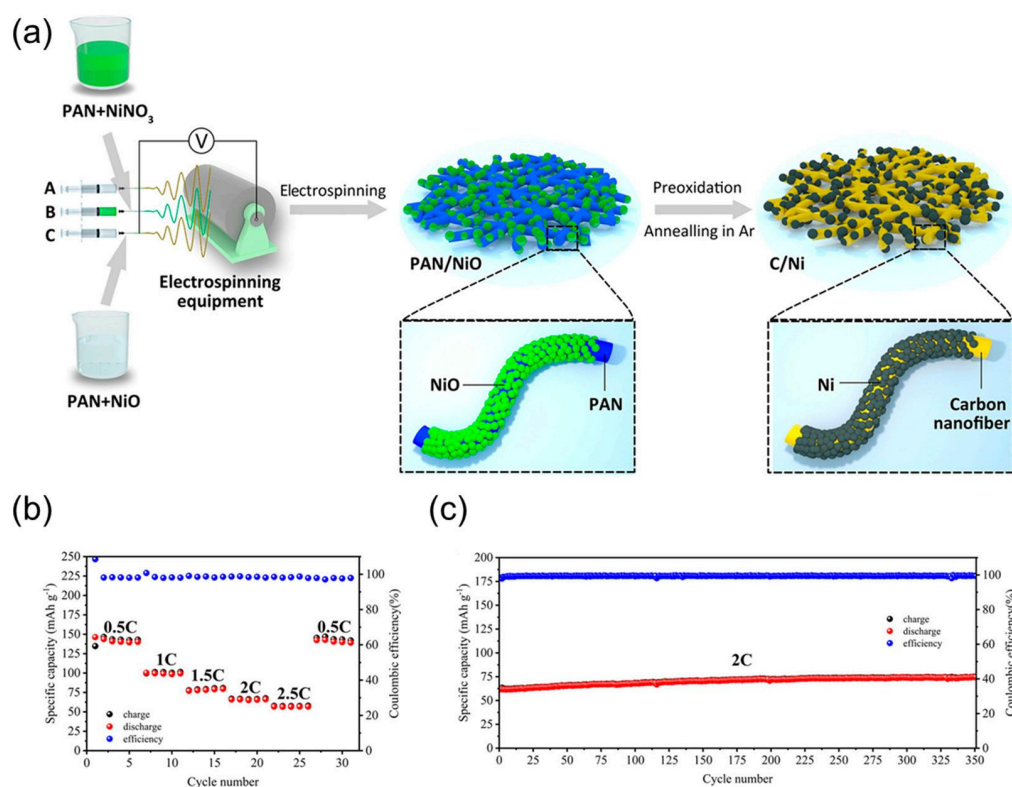 (a)
PAN+NiNO3
V
A
B
C
Electrospinning
equipment
PAN+NiO
Electrospinning
PAN/NiO
Preoxidation
Annealling in Ar
C/Ni
NiO
PAN
Ni
Carbon
nanofiber
(b)
Specific capacity (mAh g-1)
250
225
200
175
150
125
100
75
50
25
0
0.5C
1C
1.5C
2C
2.5C
0.5C
charge
discharge
efficiency
0 5 10 15 20 25 30
Cycle number
100
80
60
40
20
0
Coulombic efficiency(%)
(c)
Specific capacity (mAh g-1)
200
175
150
125
100
75
50
25
0
charge
discharge
efficiency
2C
0 25 50 75 100 125 150 175 200 225 250 275 300 325 350
Cycle number
100
80
60
40
20
0
Coulombic efficiency(%)